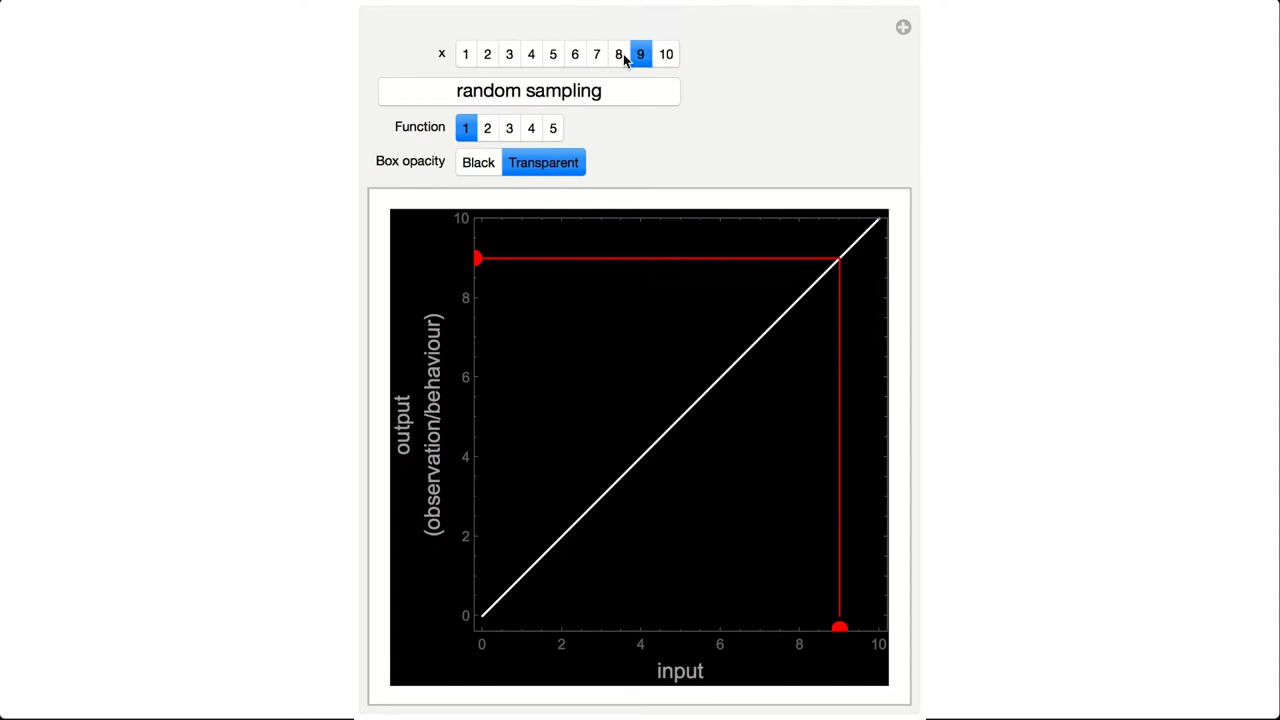 x 1 2 3 4 5 6 7 8 9 10
random sampling
Function 1 2 3 4 5
Box opacity Black Transparent
10
8
6
4
2
0
output
(observation/behaviour)
0 2 4 6 8 10
input